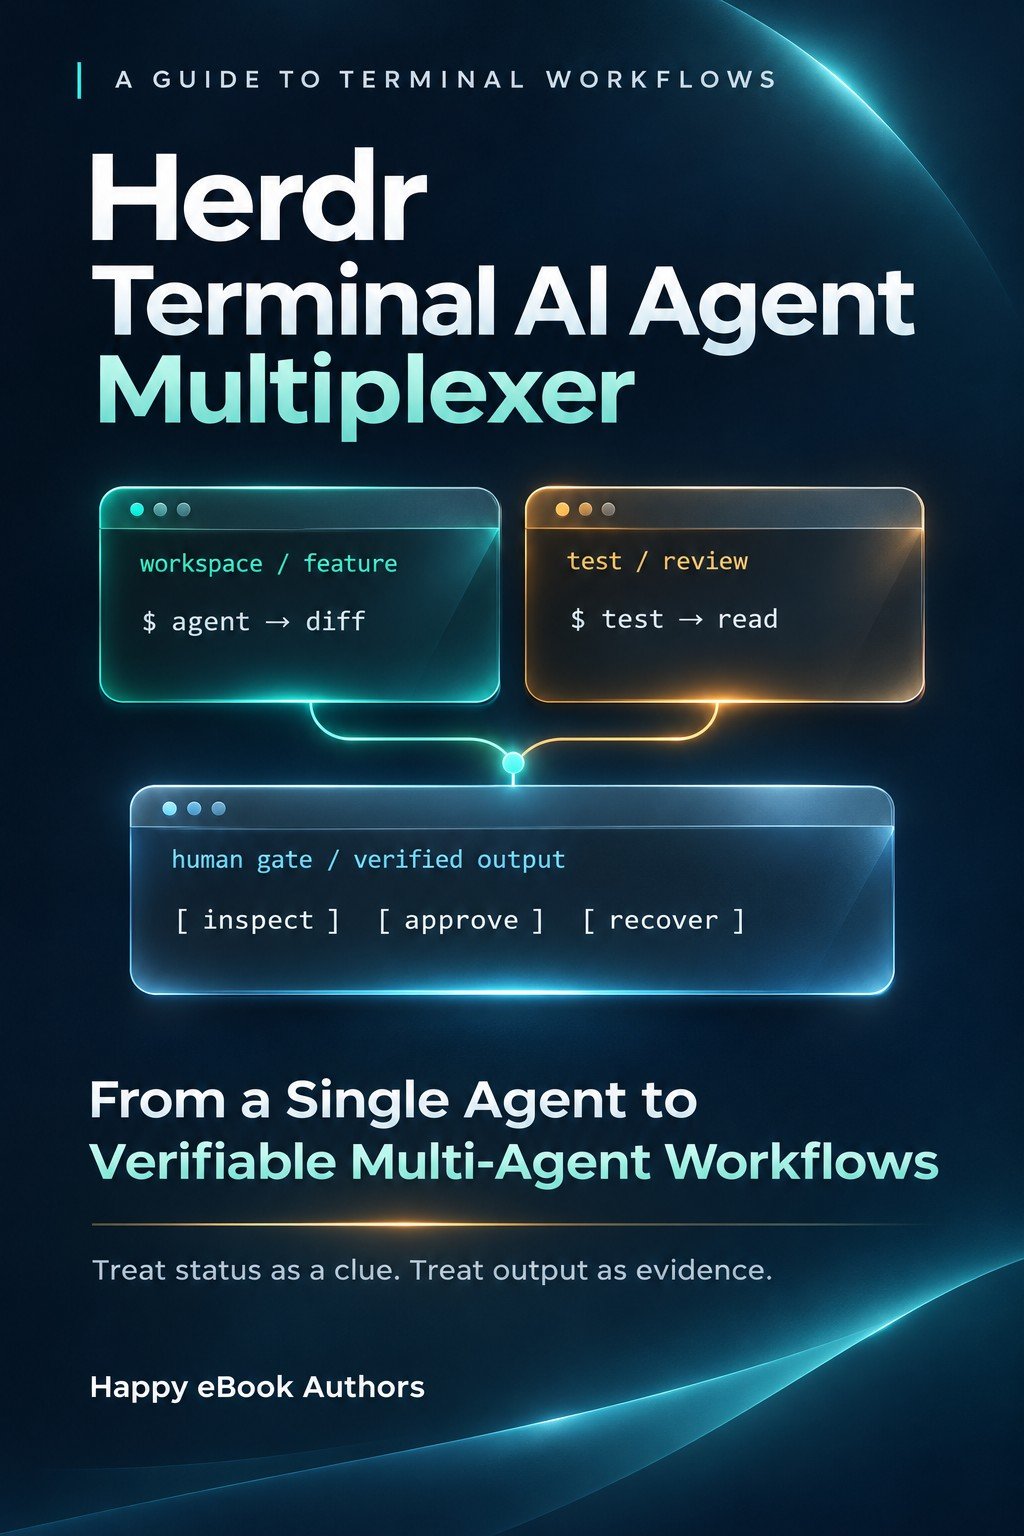 A GUIDE TO TERMINAL WORKFLOWS
Herdr
Terminal AI Agent
Multiplexer
workspace / feature
$ agent → diff
test / review
$ test → read
human gate / verified output
[ inspect ] [ approve ] [ recover ]
From a Single Agent to
Verifiable Multi-Agent Workflows
Treat status as a clue. Treat output as evidence.
Happy eBook Authors